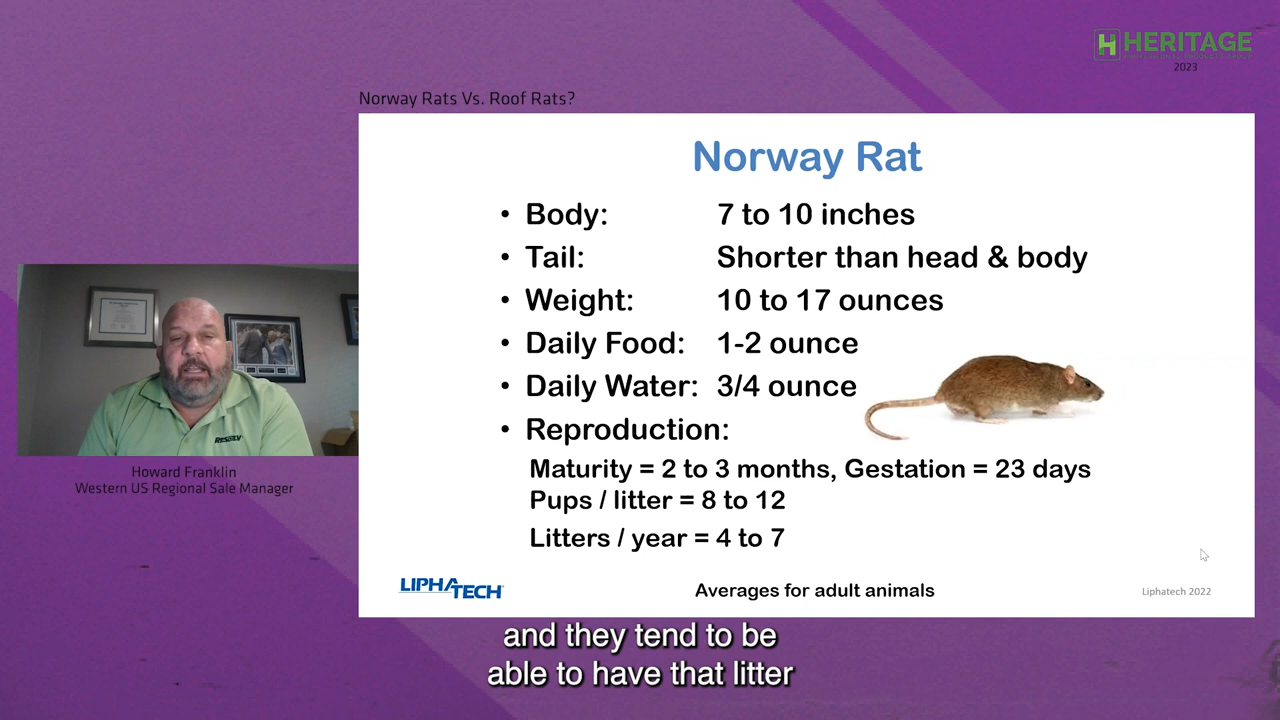 HERITAGE
2023
Norway Rats Vs. Roof Rats?
Norway Rat
• Body: 7 to 10 inches
• Tail: Shorter than head & body
• Weight: 10 to 17 ounces
• Daily Food: 1-2 ounce
• Daily Water: 3/4 ounce
• Reproduction:
Maturity = 2 to 3 months, Gestation = 23 days
Pups / litter = 8 to 12
Litters / year = 4 to 7
LIPHATECH
Averages for adult animals
Liphatech 2022
Howard Franklin
Western US Regional Sale Manager
and they tend to be
able to have that litter